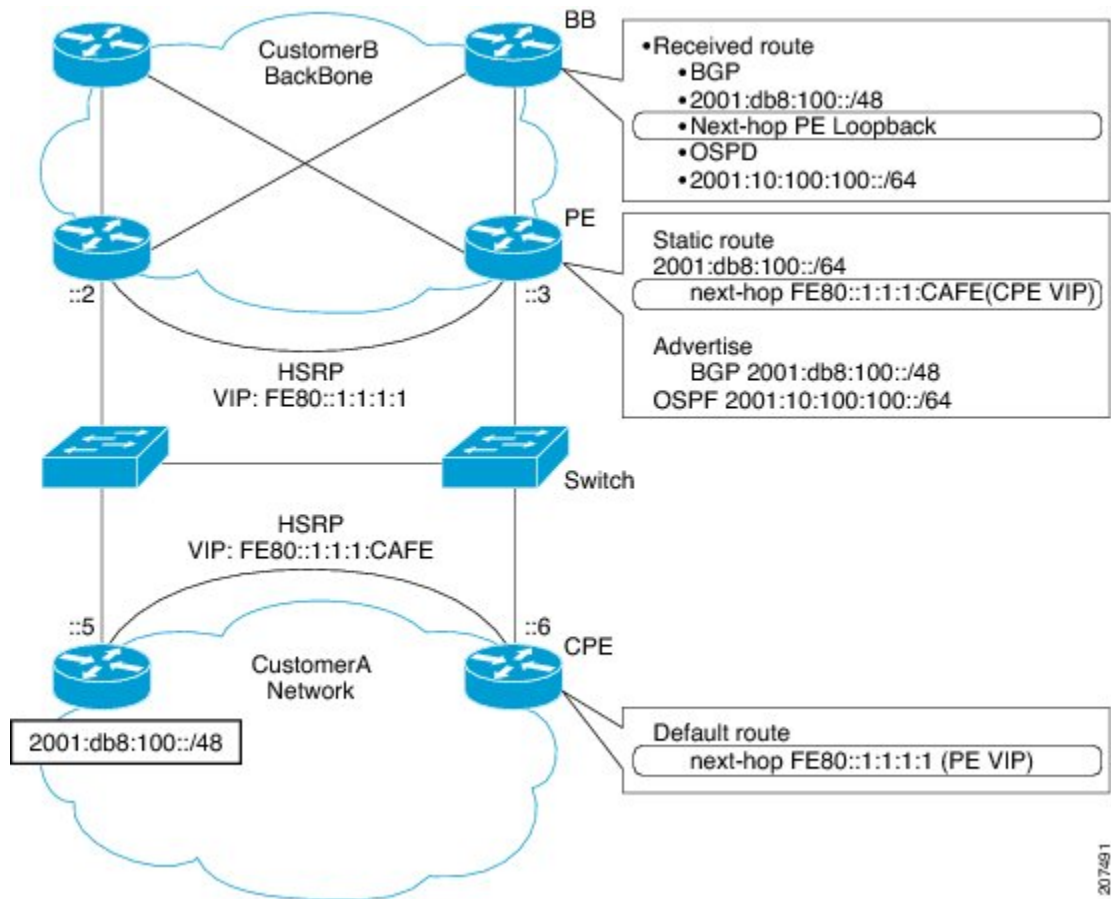 BB
CustomerB
BackBone
•Received route
•BGP
•2001:db8:100::/48
•Next-hop PE Loopback
•OSPD
•2001:10:100:100::/64
PE
Static route
2001:db8:100::/64
next-hop FE80::1:1:1:CAFE(CPE VIP)
Advertise
BGP 2001:db8:100::/48
OSPF 2001:10:100:100::/64
::2
::3
HSRP
VIP: FE80::1:1:1:1
Switch
HSRP
VIP: FE80::1:1:1:CAFE
::5
::6
CPE
CustomerA
Network
2001:db8:100::/48
Default route
next-hop FE80::1:1:1:1 (PE VIP)
207491